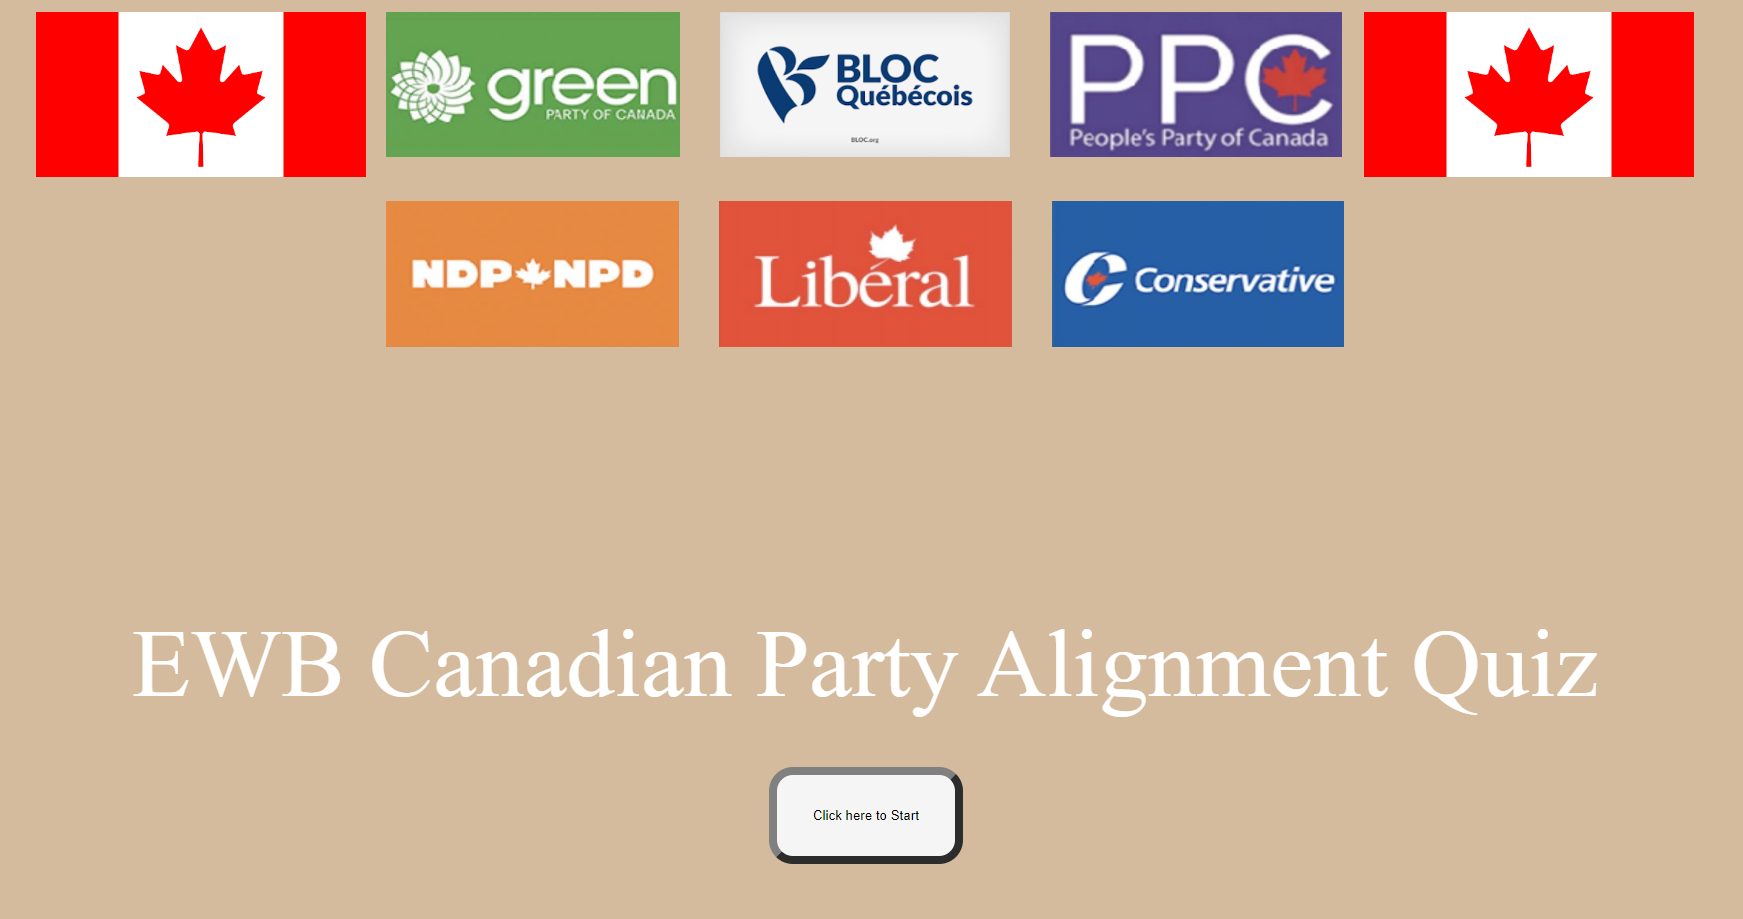 green
PARTY OF CANADA
BLOC
Québécois
BLOC.org
PPC
People's Party of Canada
NDP NPD
Libéral
Conservative
EWB Canadian Party Alignment Quiz
Click here to Start